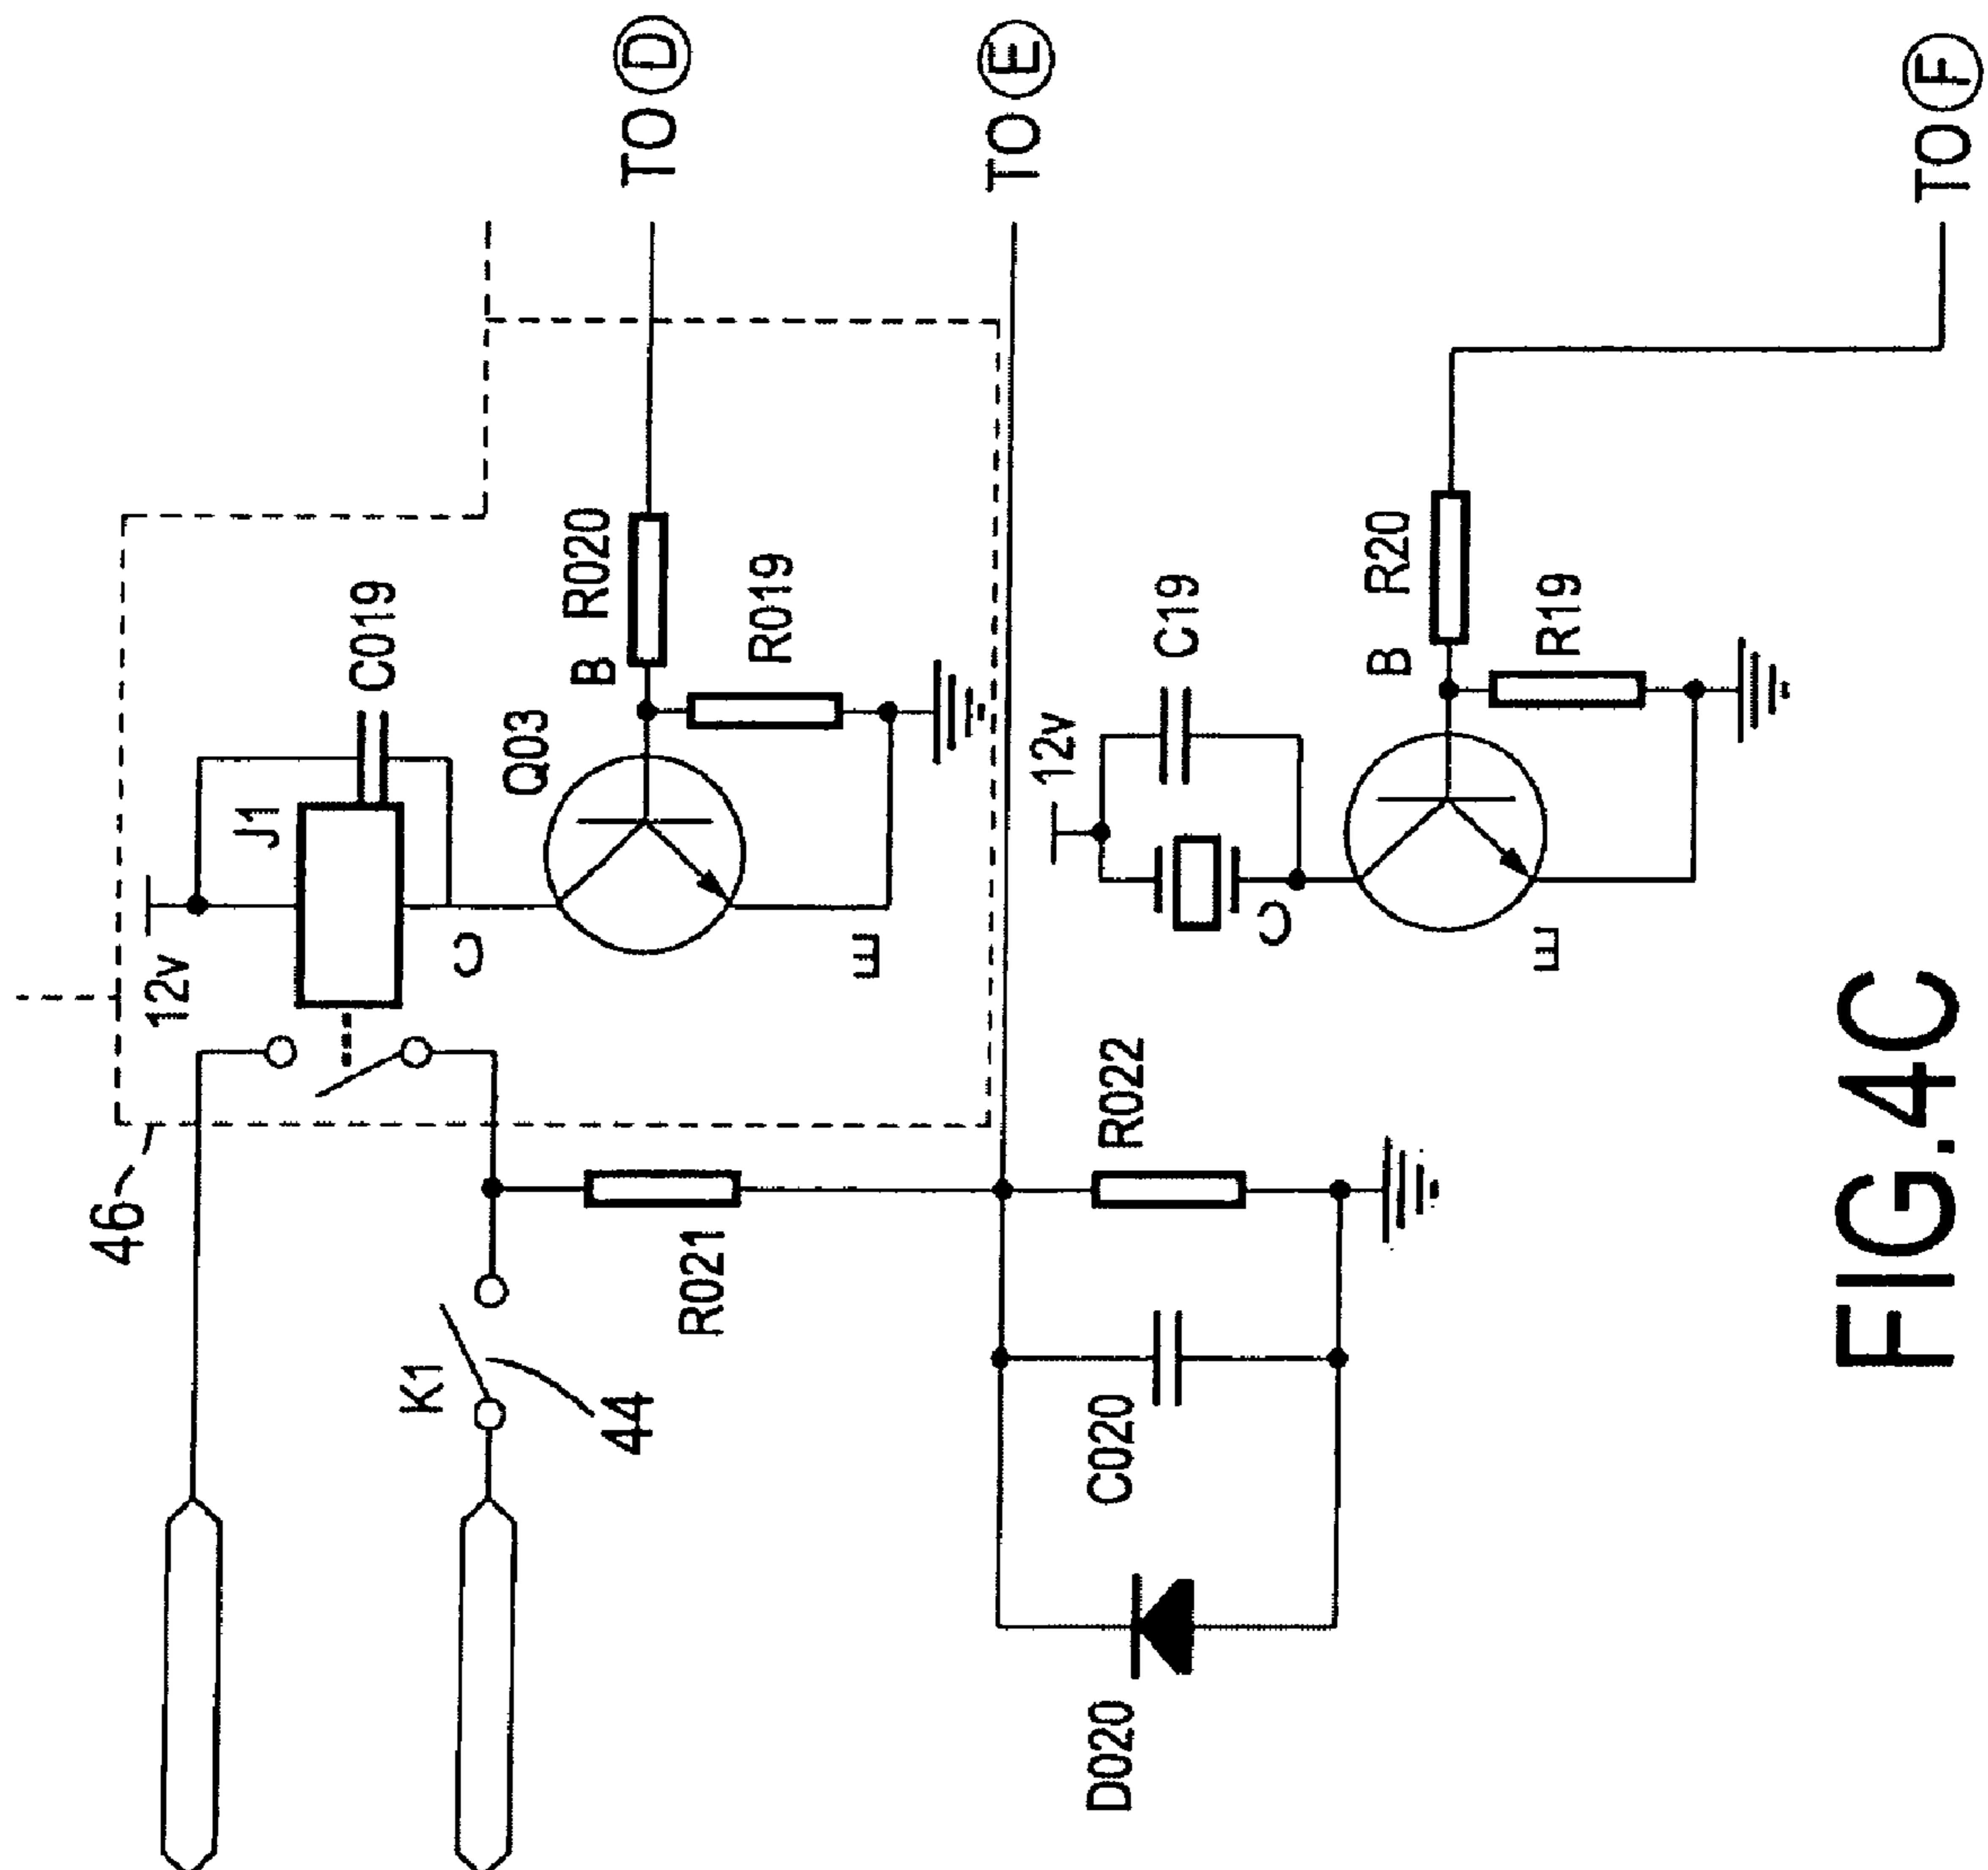 TO D
TO E
TO F
12v
J1
C019
C
Q03
B
R020
R019
E
46
K1
44
R021
R022
C020
D020
12v
C19
C
B
R20
R19
E
FIG.4C